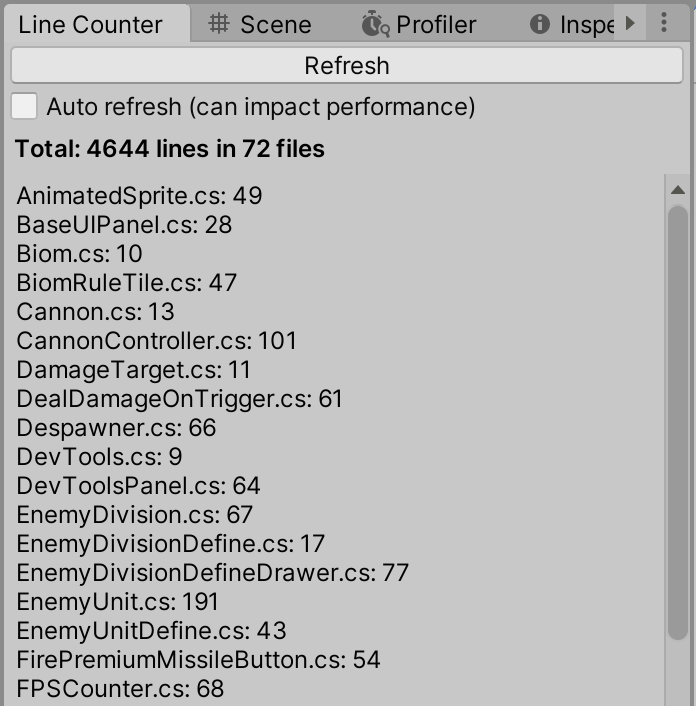 Line Counter Scene Profiler Inspe
Refresh
Auto refresh (can impact performance)
Total: 4644 lines in 72 files
AnimatedSprite.cs: 49
BaseUIPanel.cs: 28
Biom.cs: 10
BiomRuleTile.cs: 47
Cannon.cs: 13
CannonController.cs: 101
DamageTarget.cs: 11
DealDamageOnTrigger.cs: 61
Despawner.cs: 66
DevTools.cs: 9
DevToolsPanel.cs: 64
EnemyDivision.cs: 67
EnemyDivisionDefine.cs: 17
EnemyDivisionDefineDrawer.cs: 77
EnemyUnit.cs: 191
EnemyUnitDefine.cs: 43
FirePremiumMissileButton.cs: 54
FPSCounter.cs: 68